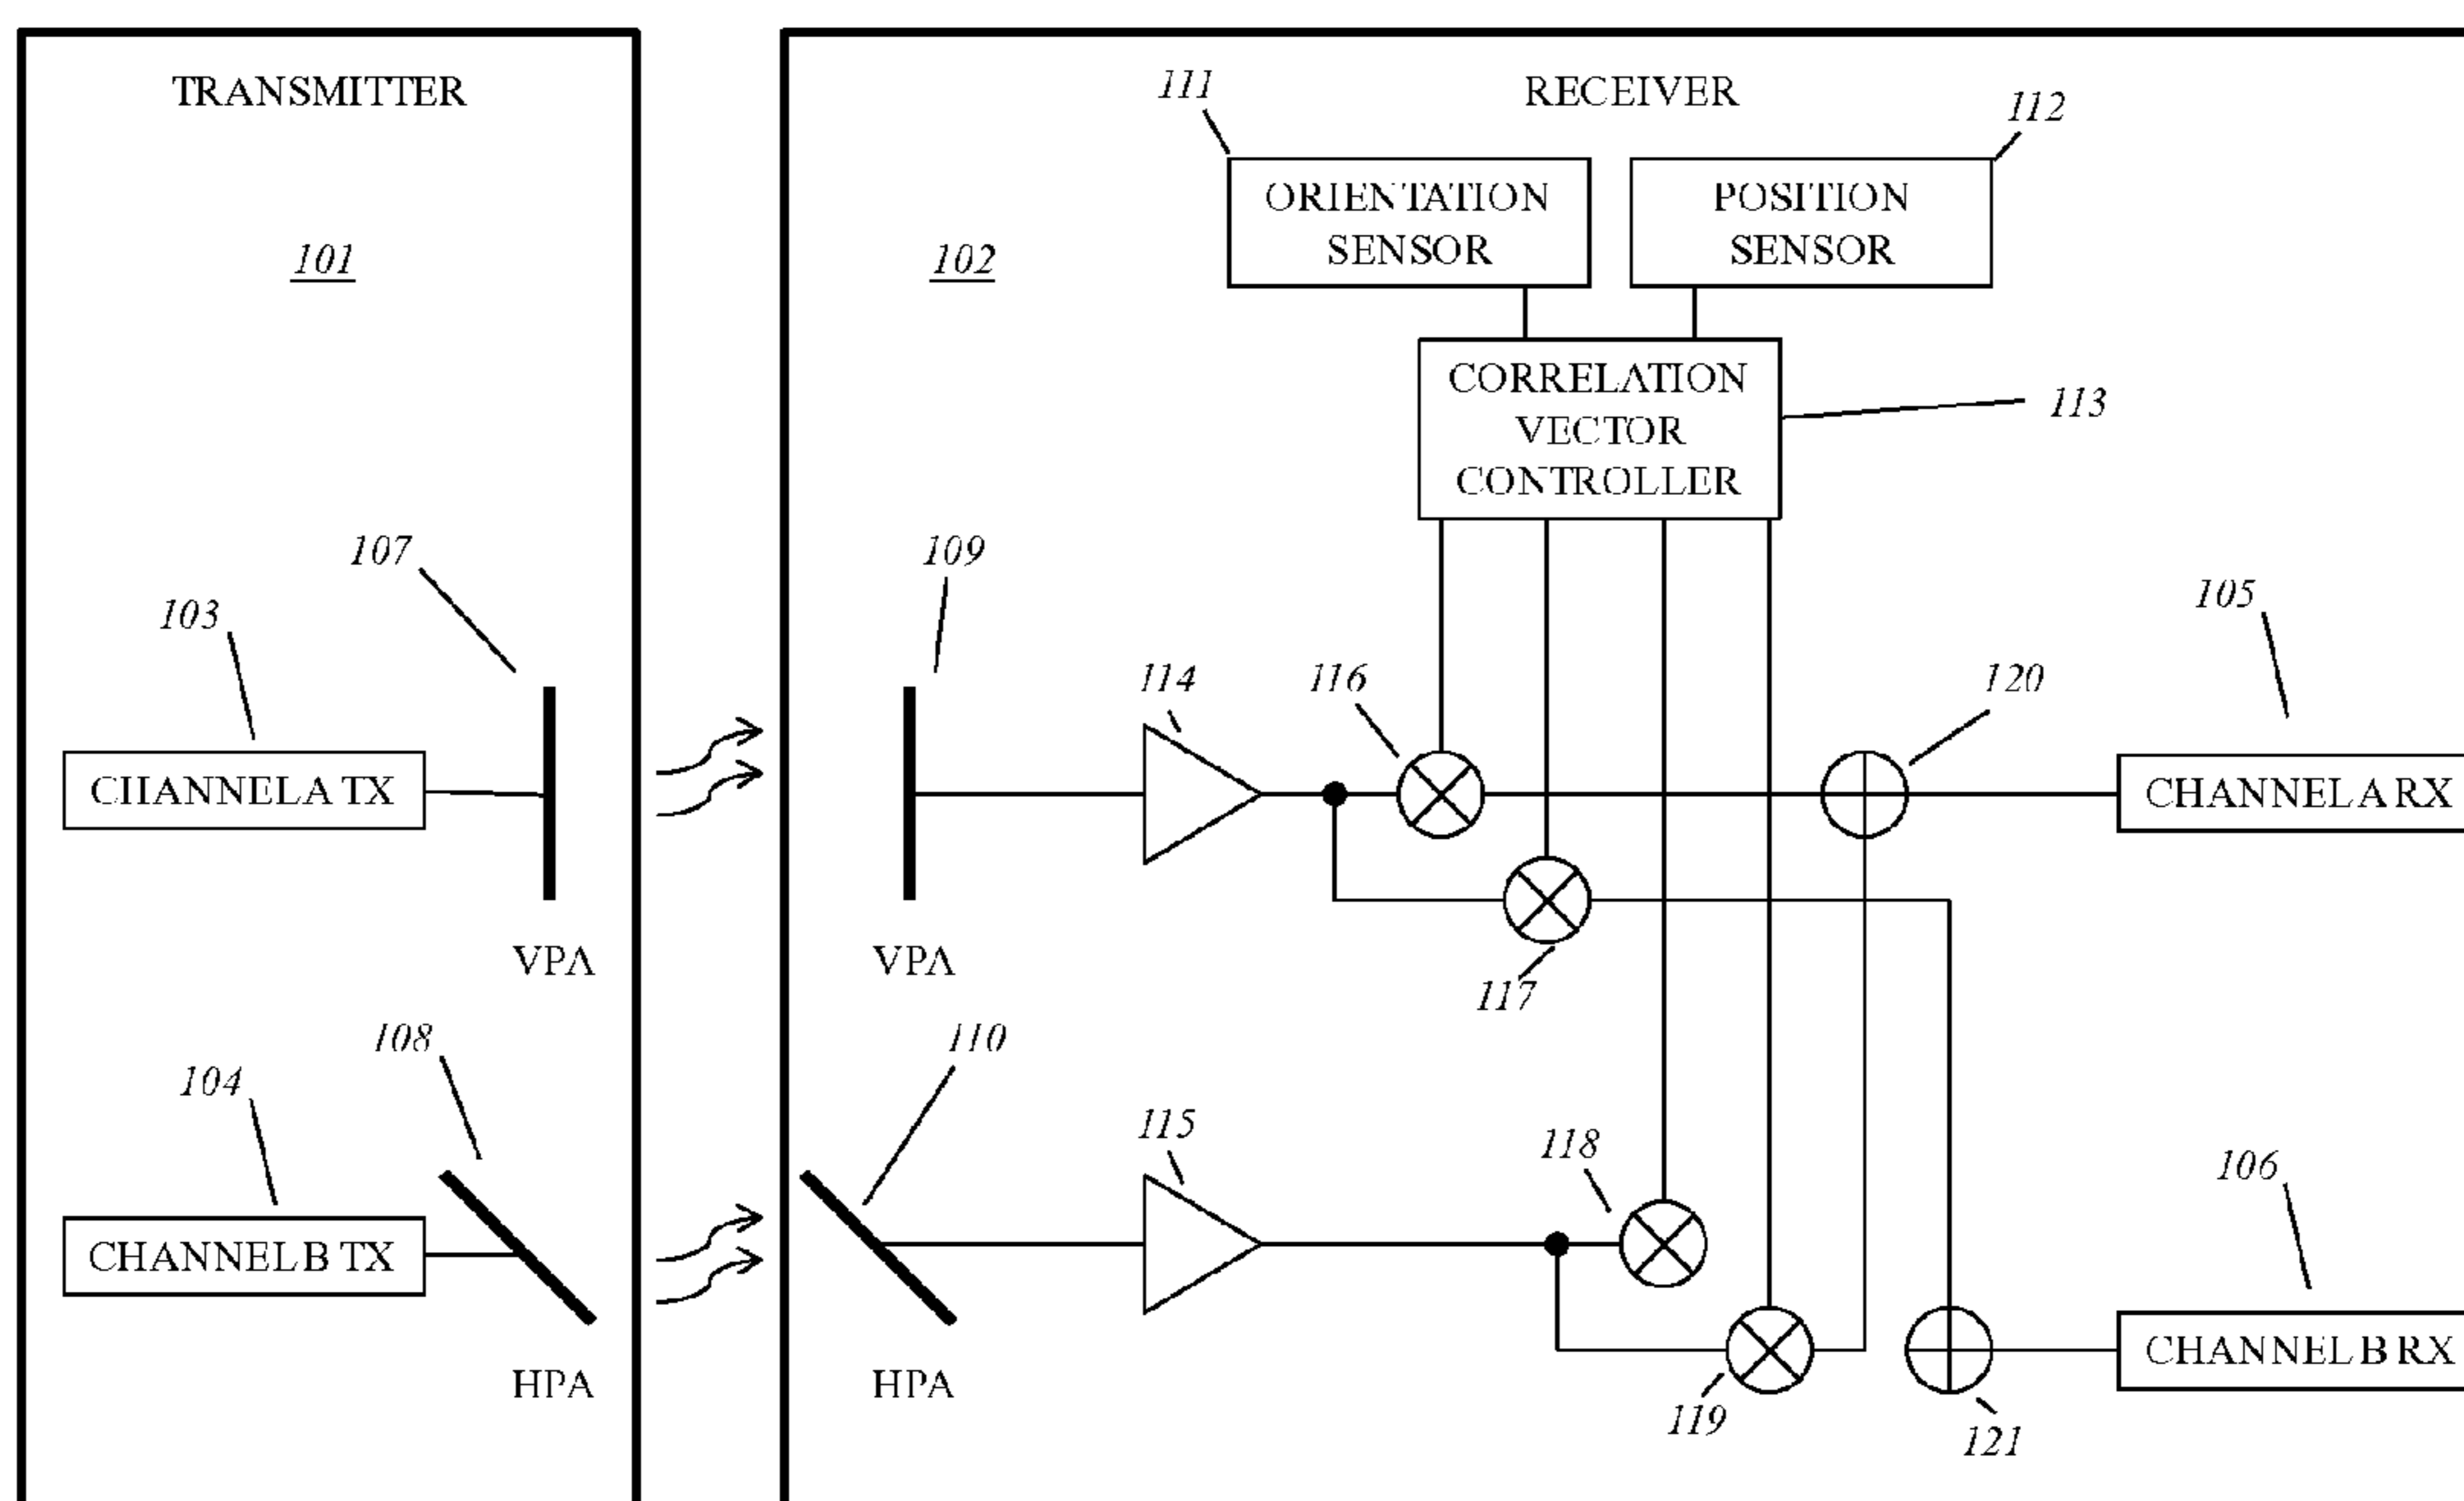 TRANSMITTER
RECEIVER
111
112
ORIENTATION
SENSOR
POSITION
SENSOR
101
102
CORRELATION
VECTOR
CONTROLLER
113
107
109
103
105
114
116
120
CHANNEL A TX
CHANNEL A RX
VPA
VPA
117
108
110
104
115
118
106
CHANNEL B TX
CHANNEL B RX
HPA
HPA
119
121